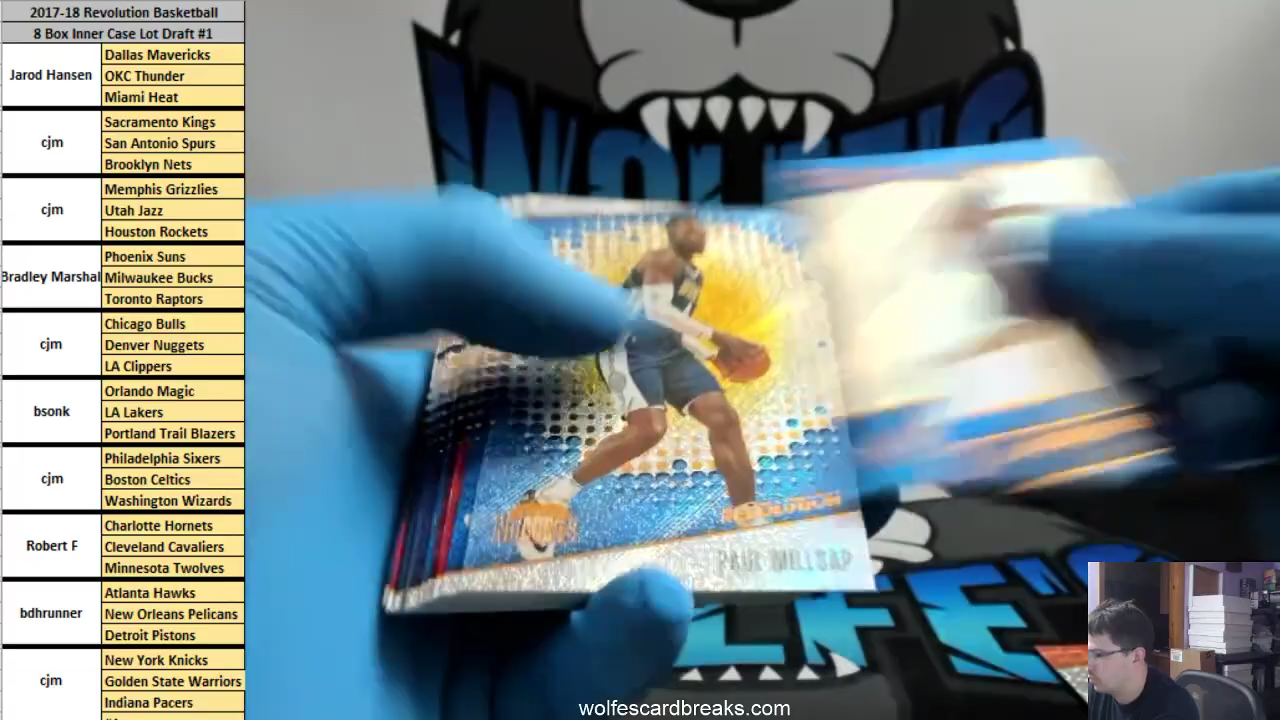 2017-18 Revolution Basketball
8 Box Inner Case Lot Draft #1
Jarod Hansen
Dallas Mavericks
OKC Thunder
Miami Heat
cjm
Sacramento Kings
San Antonio Spurs
Brooklyn Nets
cjm
Memphis Grizzlies
Utah Jazz
Houston Rockets
Bradley Marshal
Phoenix Suns
Milwaukee Bucks
Toronto Raptors
cjm
Chicago Bulls
Denver Nuggets
LA Clippers
bsonk
Orlando Magic
LA Lakers
Portland Trail Blazers
cjm
Philadelphia Sixers
Boston Celtics
Washington Wizards
Robert F
Charlotte Hornets
Cleveland Cavaliers
Minnesota Twolves
bdhrunner
Atlanta Hawks
New Orleans Pelicans
Detroit Pistons
cjm
New York Knicks
Golden State Warriors
Indiana Pacers
WOLFE'S
REVOLUTION
NUGGETS
PAUL MILLSAP
wolfescardbreaks.com